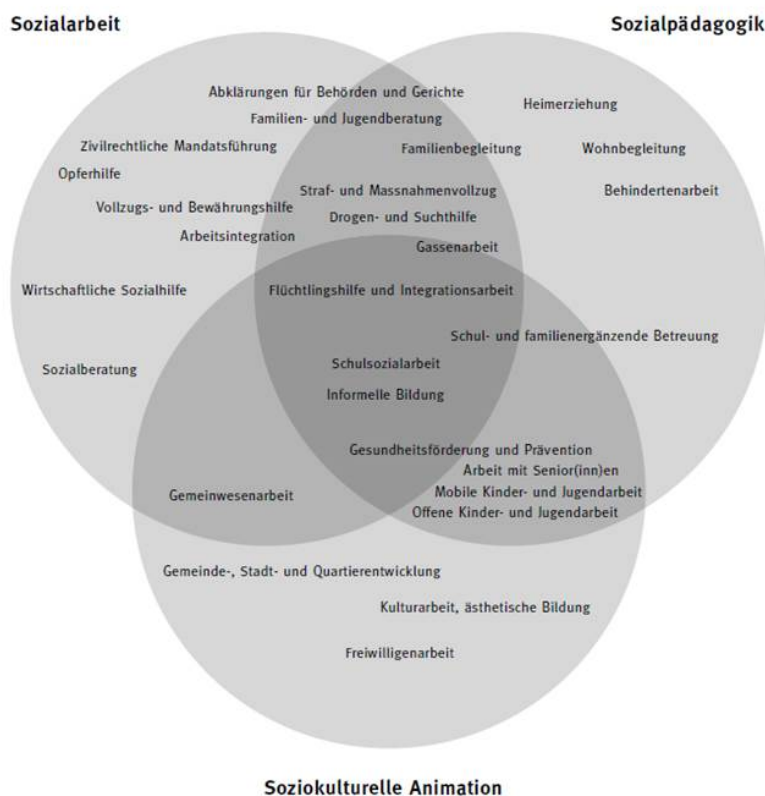 Sozialarbeit
Sozialpädagogik
Abklärungen für Behörden und Gerichte
Heimerziehung
Familien- und Jugendberatung
Zivilrechtliche Mandatsführung
Familienbegleitung
Wohnbegleitung
Opferhilfe
Straf- und Massnahmenvollzug
Behindertenarbeit
Vollzugs- und Bewährungshilfe
Drogen- und Suchthilfe
Arbeitsintegration
Gassenarbeit
Wirtschaftliche Sozialhilfe
Flüchtlingshilfe und Integrationsarbeit
Schul- und familienergänzende Betreuung
Sozialberatung
Schulsozialarbeit
Informelle Bildung
Gesundheitsförderung und Prävention
Arbeit mit Senior(inn)en
Gemeinwesenarbeit
Mobile Kinder- und Jugendarbeit
Offene Kinder- und Jugendarbeit
Gemeinde-, Stadt- und Quartierentwicklung
Kulturarbeit, ästhetische Bildung
Freiwilligenarbeit
Soziokulturelle Animation